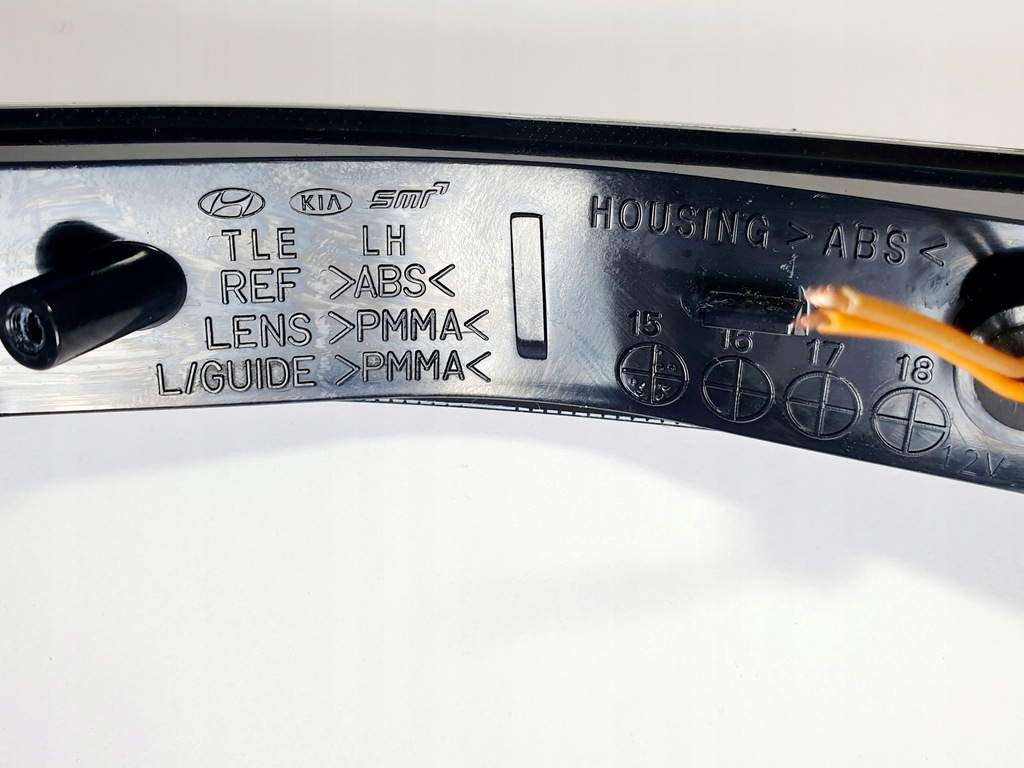 KIA smr
TLE LH
REF >ABS<
LENS >PMMA<
L/GUIDE >PMMA<
HOUSING >ABS<
15 16 17 18
12V